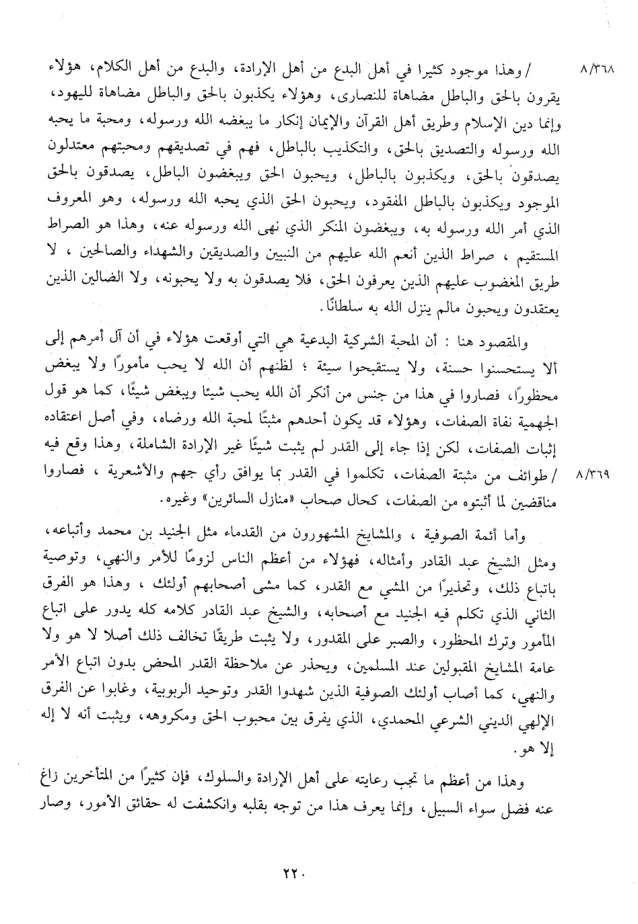 ٨/٣٦٨
/ وهذا موجود كثيرا في أهل البدع من أهل الإرادة، والبدع من أهل الكلام، هؤلاء
يقرون بالحق والباطل مضاهاة للنصارى، وهؤلاء يكذبون بالحق والباطل مضاهاة لليهود،
وإنما دين الإسلام وطريق أهل القرآن والإيمان إنكار ما يبغضه الله ورسوله، ومحبة ما يحبه
الله ورسوله والتصديق بالحق، والتكذيب بالباطل، فهم في تصديقهم ومحبتهم معتدلون
يصدقون بالحق، ويكذبون بالباطل، ويحبون الحق ويبغضون الباطل، يصدقون بالحق
الموجود ويكذبون بالباطل المفقود، ويحبون الحق الذي يحبه الله ورسوله، وهو المعروف
الذي أمر الله ورسوله به، ويبغضون المنكر الذي نهى الله ورسوله عنه، وهذا هو الصراط
المستقيم ، صراط الذين أنعم الله عليهم من النبيين والصديقين والشهداء والصالحين ، لا
طريق المغضوب عليهم الذين يعرفون الحق، فلا يصدقون به ولا يحبونه، ولا الضالين الذين
يعتقدون ويحبون مالم ينزل الله به سلطانًا.
والمقصود هنا : أن المحبة الشركية البدعية هي التي أوقعت هؤلاء في أن آل أمرهم إلى
ألا يستحسنوا حسنة، ولا يستقبحوا سيئة ؛ لظنهم أن الله لا يحب مأمورًا ولا يبغض
محظورًا، فصاروا في هذا من جنس من أنكر أن الله يحب شيئا ويبغض شيئًا، كما هو قول
الجهمية نفاة الصفات، وهؤلاء قد يكون أحدهم مثبتًا لمحبة الله ورضاه، وفي أصل اعتقاده
إثبات الصفات، لكن إذا جاء إلى القدر لم يثبت شيئًا غير الإرادة الشاملة، وهذا وقع فيه
٨/٣٦٩
/ طوائف من مثبتة الصفات، تكلموا في القدر بما يوافق رأي جهم والأشعرية ، فصاروا
مناقضين لما أثبتوه من الصفات، كحال صحاب «منازل السائرين» وغيره.
وأما أئمة الصوفية ، والمشايخ المشهورون من القدماء مثل الجنيد بن محمد وأتباعه،
ومثل الشيخ عبد القادر وأمثاله، فهؤلاء من أعظم الناس لزومًا للأمر والنهي، وتوصية
باتباع ذلك، وتحذيرًا من المشي مع القدر، كما مشى أصحابهم أولئك ، وهذا هو الفرق
الثاني الذي تكلم فيه الجنيد مع أصحابه، والشيخ عبد القادر كلامه كله يدور على اتباع
المأمور وترك المحظور، والصبر على المقدور، ولا يثبت طريقًا تخالف ذلك أصلا لا هو ولا
عامة المشايخ المقبولين عند المسلمين، ويحذر عن ملاحظة القدر المحض بدون اتباع الأمر
والنهي، كما أصاب أولئك الصوفية الذين شهدوا القدر وتوحيد الربوبية، وغابوا عن الفرق
الإلهي الديني الشرعي المحمدي، الذي يفرق بين محبوب الحق ومكروهه، ويثبت أنه لا إله
إلا هو.
وهذا من أعظم ما تجب رعايته على أهل الإرادة والسلوك، فإن كثيرًا من المتأخرين زاغ
عنه فضل سواء السبيل، وإنما يعرف هذا من توجه بقلبه وانكشفت له حقائق الأمور، وصار
٢٢٠